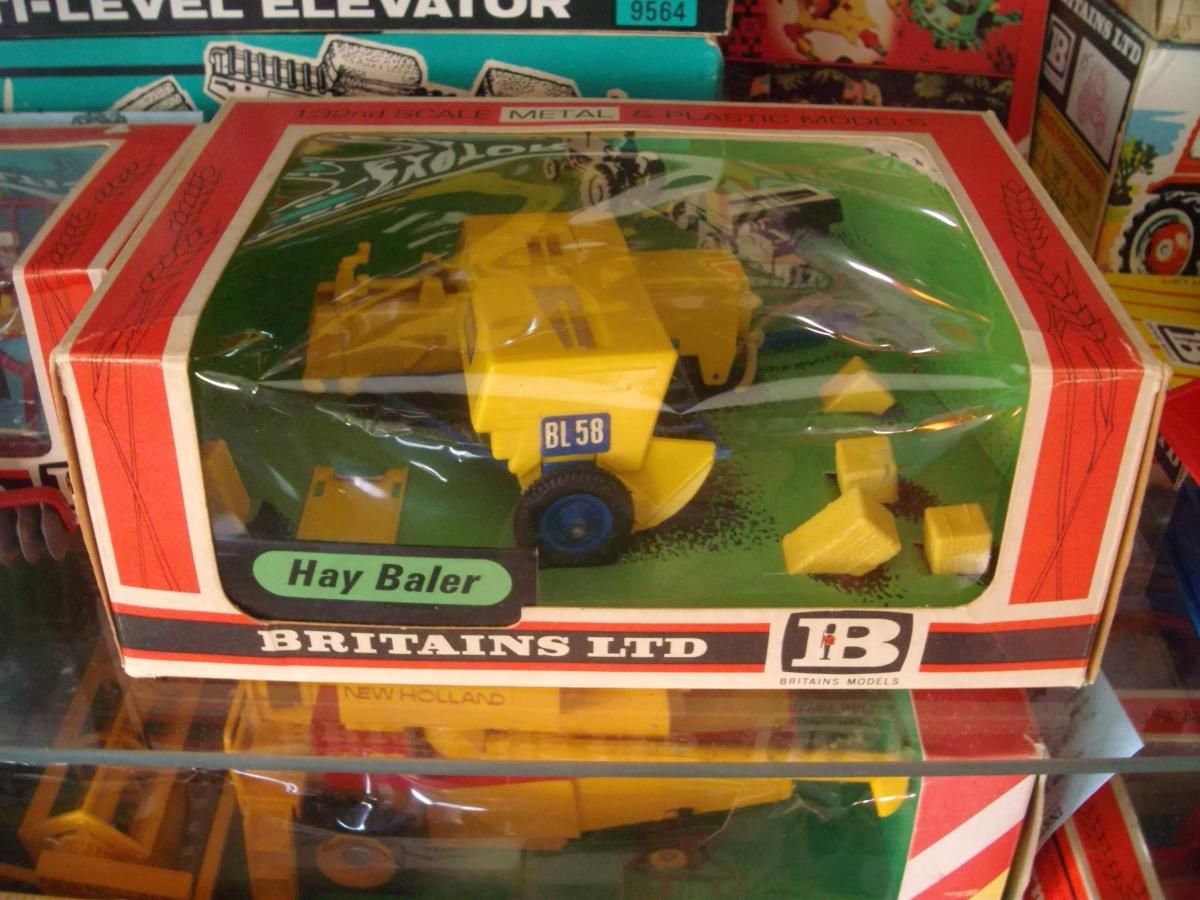 TI-LEVEL ELEVATOR
9564
BRITAINS LTD
B
1:32nd SCALE METAL & PLASTIC MODELS
BL 58
Hay Baler
BRITAINS LTD
B
BRITAINS MODELS
NEW HOLLAND